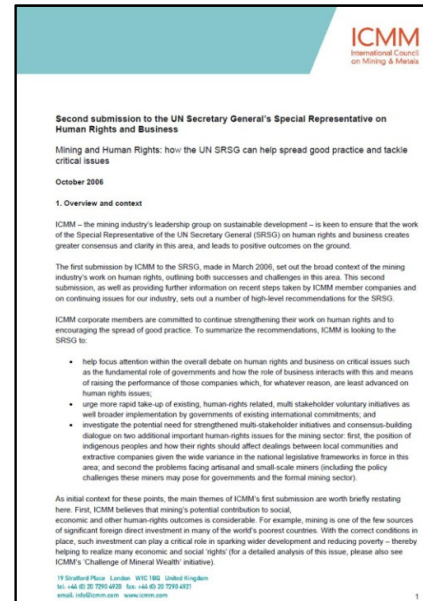 ICMM
International Council
on Mining & Metals
Second submission to the UN Secretary General's Special Representative on
Human Rights and Business
Mining and Human Rights: how the UN SRSG can help spread good practice and tackle
critical issues
October 2006
1. Overview and context
ICMM – the mining industry's leadership group on sustainable development – is keen to ensure that the work
of the Special Representative of the UN Secretary General (SRSG) on human rights and business creates
greater consensus and clarity in this area, and leads to positive outcomes on the ground.
The first submission by ICMM to the SRSG, made in March 2006, set out the broad context of the mining
industry's work on human rights, outlining both successes and challenges in this area. This second
submission, as well as providing further information on recent steps taken by ICMM member companies and
on continuing issues for our industry, sets out a number of high-level recommendations for the SRSG.
ICMM corporate members are committed to continue strengthening their work on human rights and to
encouraging the spread of good practice. To summarize the recommendations, ICMM is looking to the
SRSG to:
• help focus attention within the overall debate on human rights and business on critical issues such
as the fundamental role of governments and how the role of business interacts with this and means
of raising the performance of those companies which, for whatever reason, are least advanced on
human rights issues;
• urge more rapid take-up of existing, human-rights related, multi stakeholder voluntary initiatives as
well broader implementation by governments of existing international commitments; and
• investigate the potential need for strengthened multi-stakeholder initiatives and consensus-building
dialogue on two additional important human-rights issues for the mining sector: first, the position of
indigenous peoples and how their rights should affect dealings between local communities and
extractive companies given the wide variance in the national legislative frameworks in force in this
area; and second the problems facing artisanal and small-scale miners (including the policy
challenges these miners may pose for governments and the formal mining sector).
As initial context for these points, the main themes of ICMM's first submission are worth briefly restating
here. First, ICMM believes that mining's potential contribution to social,
economic and other human-rights outcomes is considerable. For example, mining is one of the few sources
of significant foreign direct investment in many of the world's poorest countries. With the correct conditions in
place, such investment can play a critical role in sparking wider development and reducing poverty – thereby
helping to realize many economic and social 'rights' (for a detailed analysis of this issue, please also see
ICMM's 'Challenge of Mineral Wealth' initiative).
19 Stratford Place London W1C 1BQ United Kingdom
tel: +44 (0) 20 7290 4920 fax: +44 (0) 20 7290 4921
email: info@icmm.com www.icmm.com
1